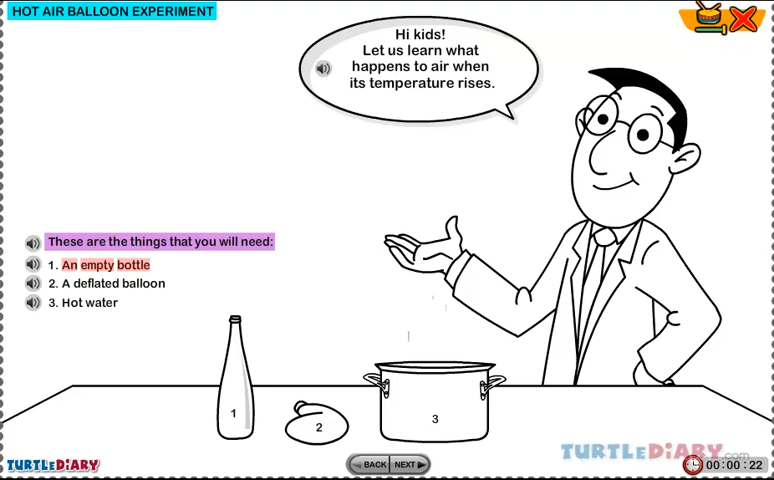 HOT AIR BALLOON EXPERIMENT
Hi kids!
Let us learn what
happens to air when
its temperature rises.
These are the things that you will need:
1. An empty bottle
2. A deflated balloon
3. Hot water
1
2
3
TURTLEDiARY.com
TURTLEDiARY
BACK NEXT
00:00:22